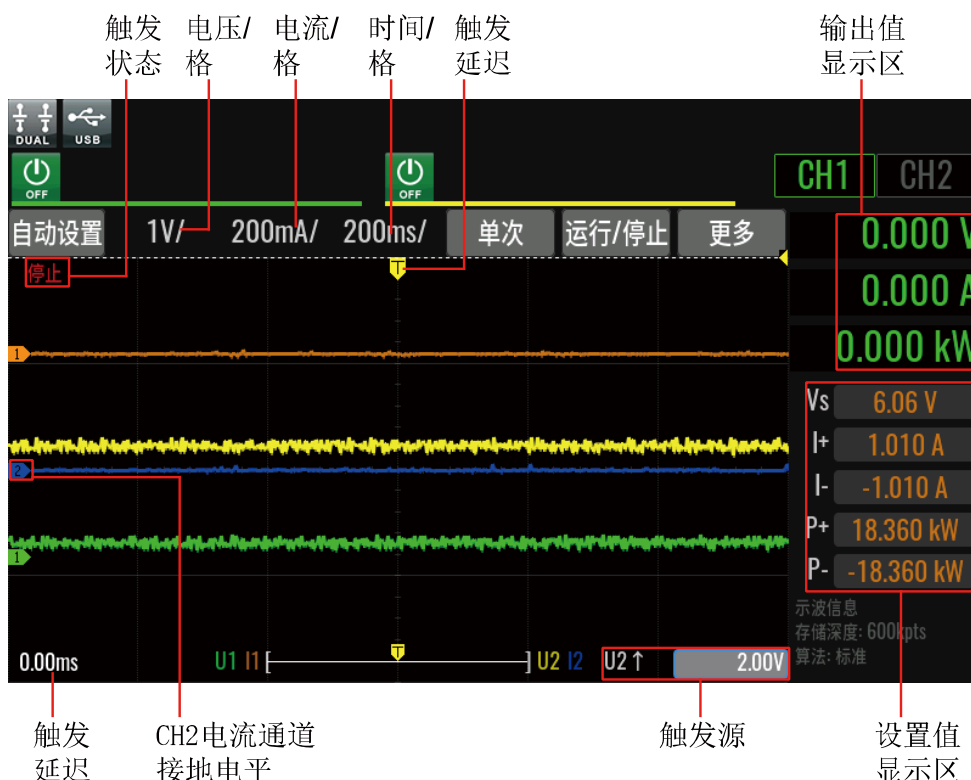 触发 电压/ 电流/ 时间/ 触发 输出值
状态 格 格 格 延迟 显示区
DUAL USB
OFF OFF CH1 CH2
自动设置 1V/ 200mA/ 200ms/ 单次 运行/停止 更多
0.000 V
停止 T
0.000 A
1
0.000 kW
Vs 6.06 V
I+ 1.010 A
2
I- -1.010 A
P+ 18.360 kW
1
P- -18.360 kW
示波信息
存储深度: 600kpts
算法: 标准
0.00ms U1 I1 [ T ] U2 I2 U2↑ 2.00V
触发 CH2电流通道 触发源 设置值
延迟 接地电平 显示区